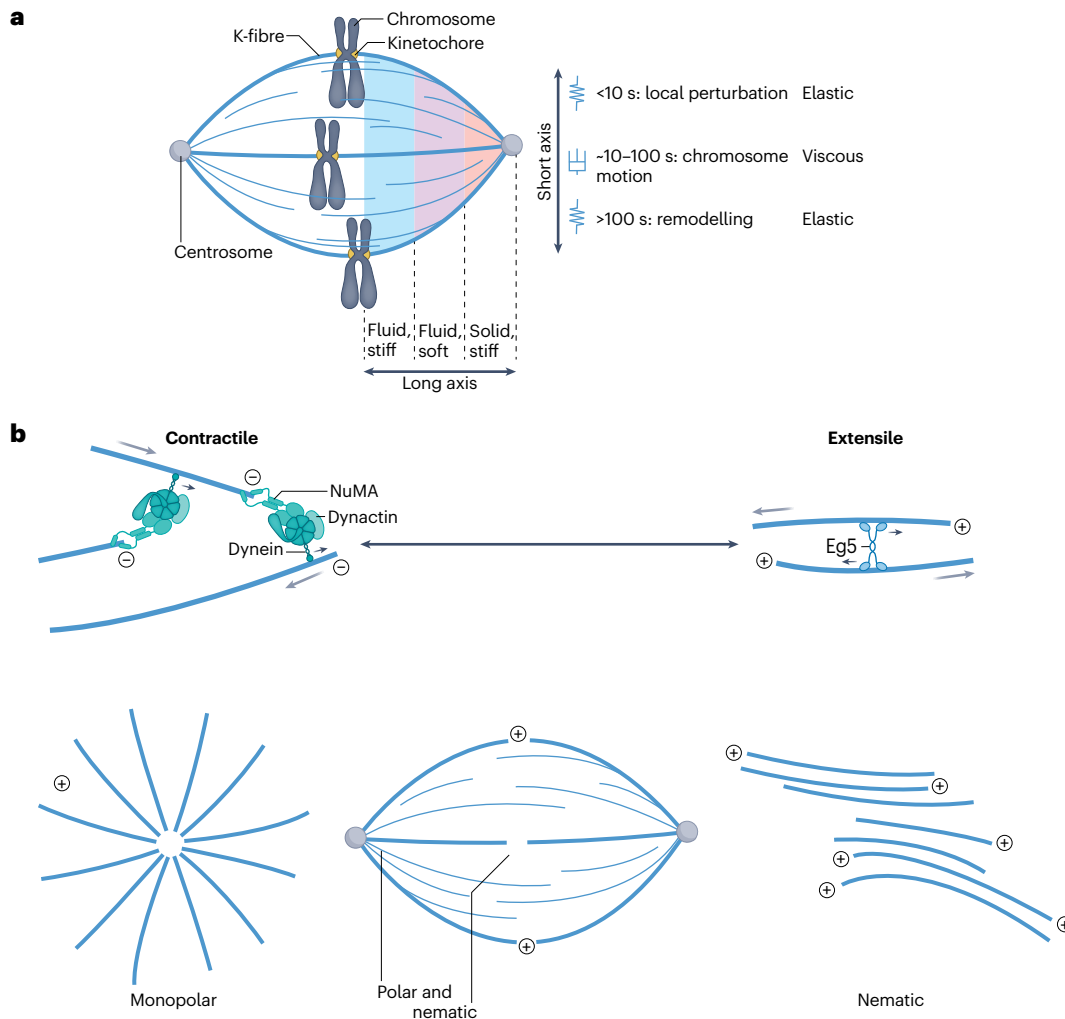 a
Chromosome
K-fibre
Kinetochore
Centrosome
Short axis
<10 s: local perturbation Elastic
~10–100 s: chromosome Viscous
motion
>100 s: remodelling Elastic
Fluid, Fluid, Solid,
stiff soft stiff
Long axis
b
Contractile
Extensile
−
NuMA
Dynactin
Dynein
−
−
+
Eg5
+
+
Monopolar
+
+
Polar and
nematic
+
+
+
+
+
+
Nematic